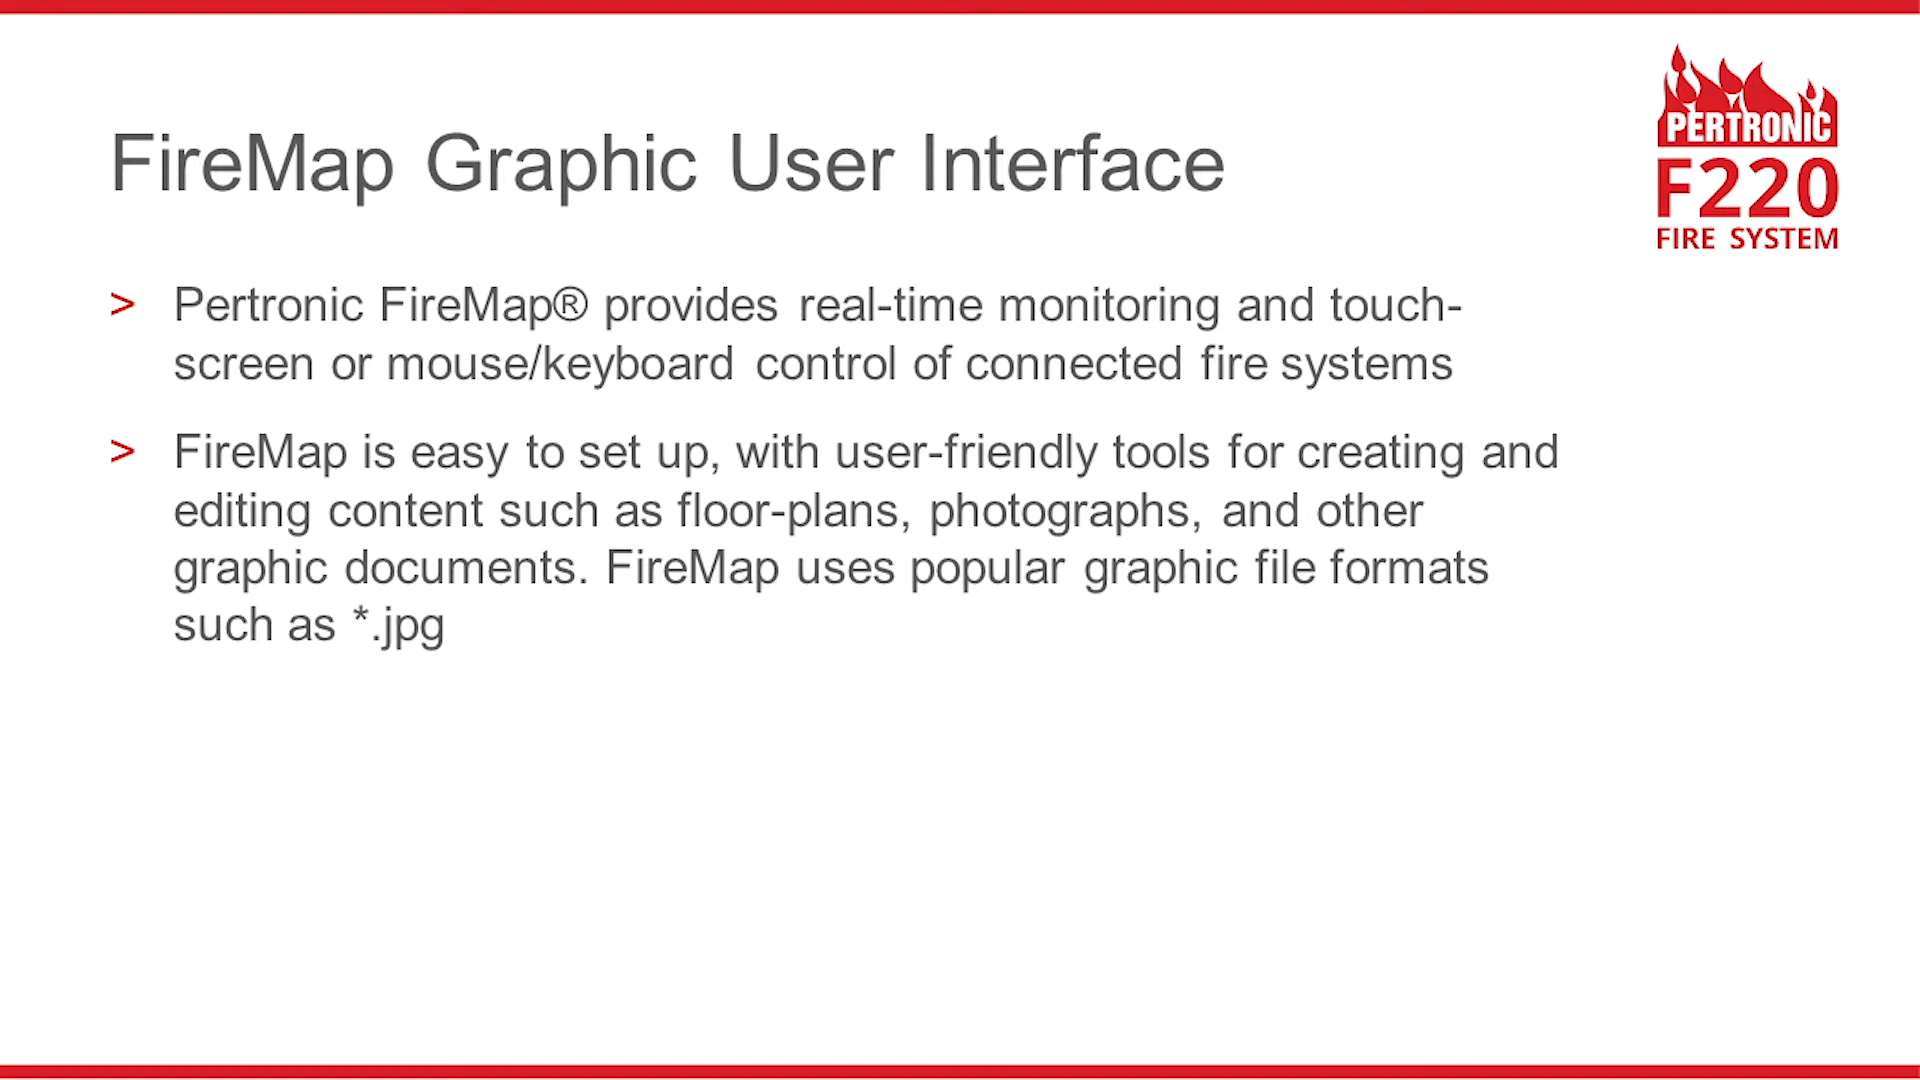 FireMap Graphic User Interface
PERTRONIC
F220
FIRE SYSTEM
> Pertronic FireMap® provides real-time monitoring and touch-
screen or mouse/keyboard control of connected fire systems
> FireMap is easy to set up, with user-friendly tools for creating and
editing content such as floor-plans, photographs, and other
graphic documents. FireMap uses popular graphic file formats
such as *.jpg